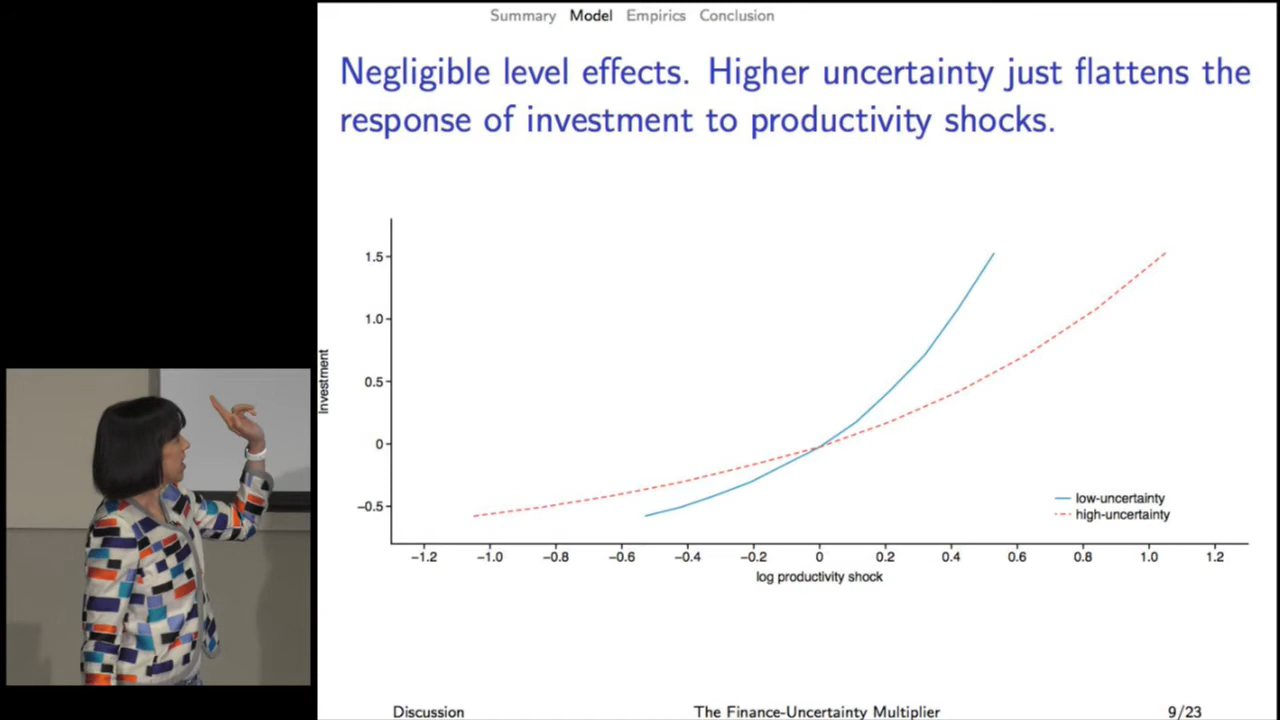 Summary Model Empirics Conclusion
Negligible level effects. Higher uncertainty just flattens the
response of investment to productivity shocks.
1.5
1.0
0.5
0
−0.5
Investment
low-uncertainty
high-uncertainty
−1.2 −1.0 −0.8 −0.6 −0.4 −0.2 0 0.2 0.4 0.6 0.8 1.0 1.2
log productivity shock
Discussion The Finance-Uncertainty Multiplier 9/23